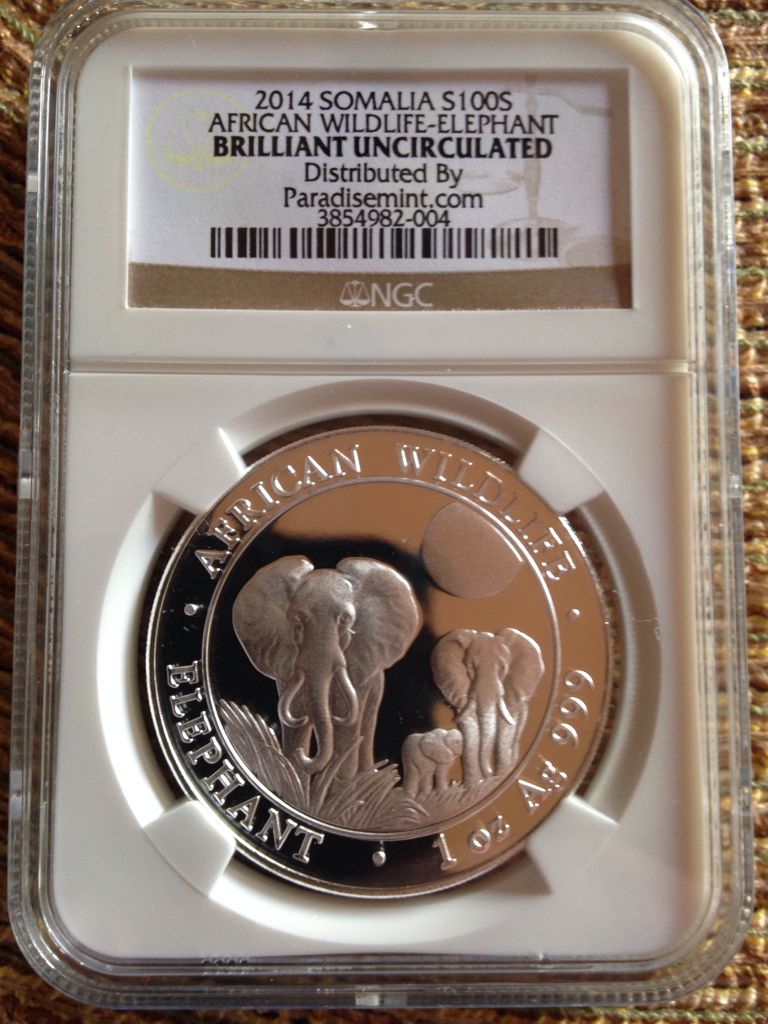 2014 SOMALIA S100S
AFRICAN WILDLIFE-ELEPHANT
BRILLIANT UNCIRCULATED
Distributed By
Paradisemint.com
3854982-004
NGC
AFRICAN WILDLIFE
ELEPHANT
1 oz Ag 999